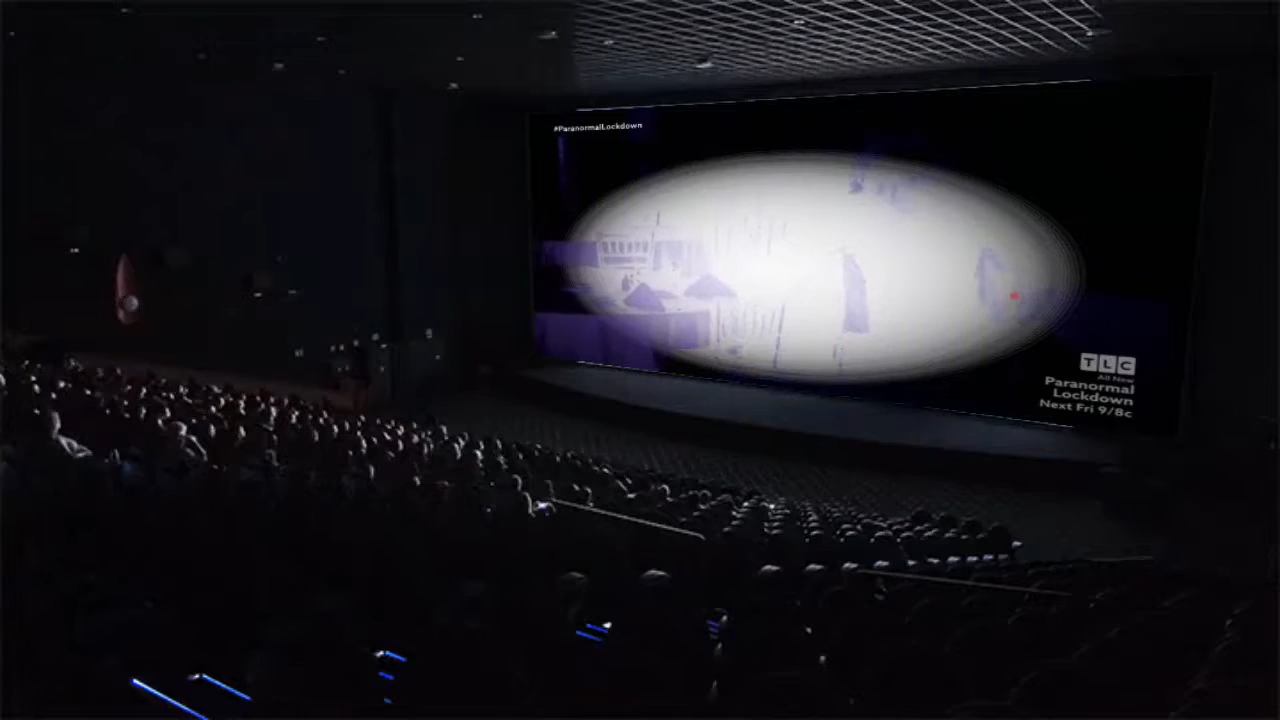 #ParanormalLockdown
TLC
All New
Paranormal
Lockdown
Next Fri 9/8c